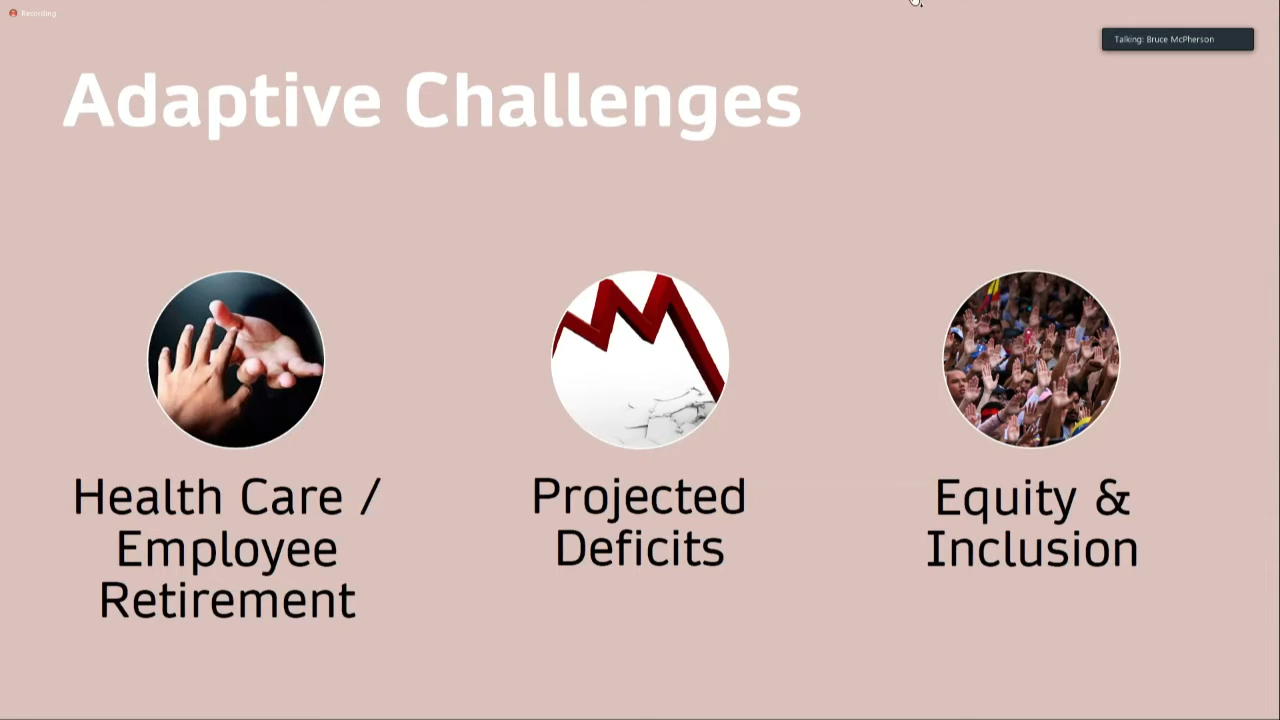 Recording
Talking: Bruce McPherson
Adaptive Challenges
Health Care /
Employee
Retirement
Projected
Deficits
Equity &
Inclusion